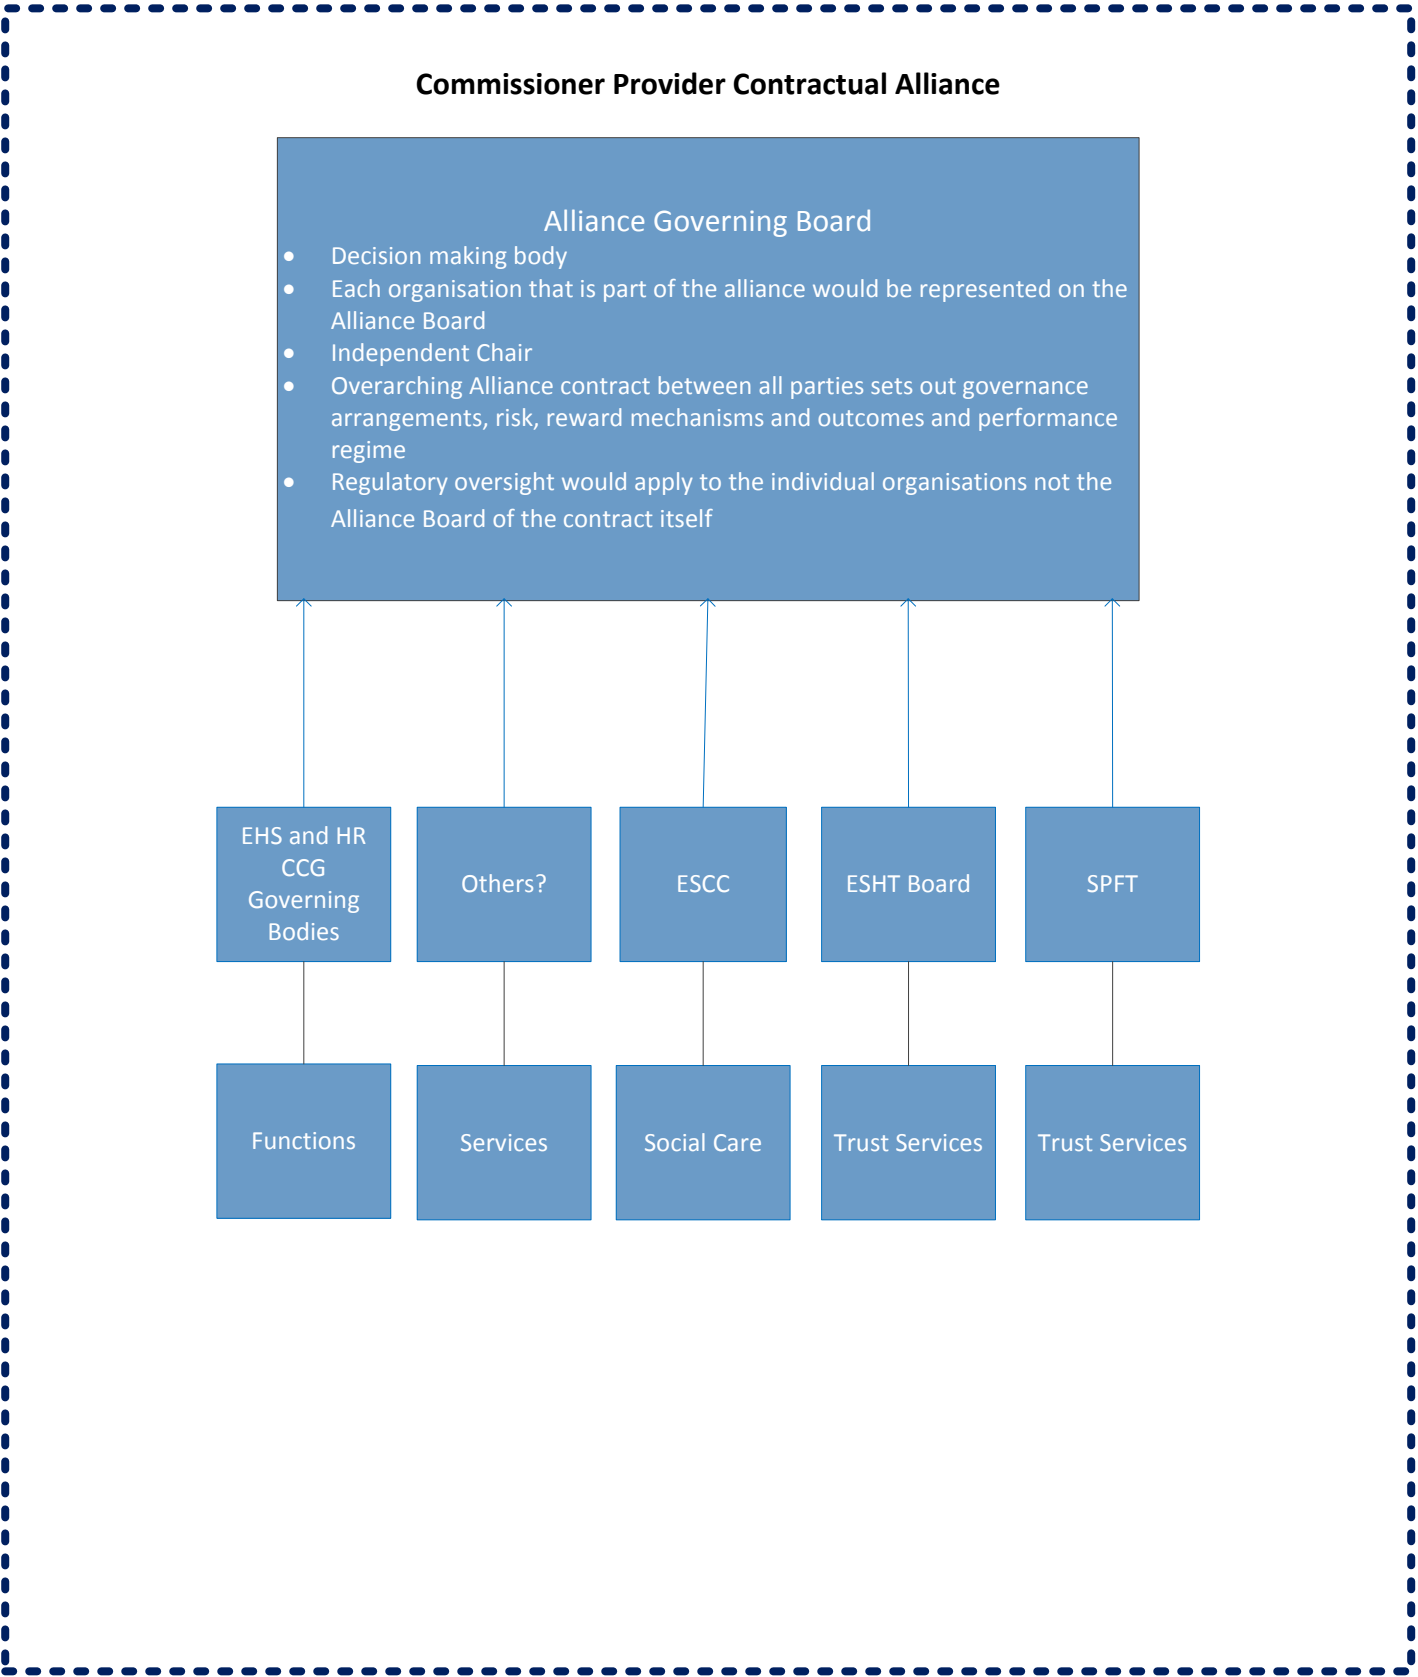 Commissioner Provider Contractual Alliance
Alliance Governing Board
• Decision making body
• Each organisation that is part of the alliance would be represented on the
Alliance Board
• Independent Chair
• Overarching Alliance contract between all parties sets out governance
arrangements, risk, reward mechanisms and outcomes and performance
regime
• Regulatory oversight would apply to the individual organisations not the
Alliance Board of the contract itself
EHS and HR
CCG
Governing
Bodies
Others?
ESCC
ESHT Board
SPFT
Functions
Services
Social Care
Trust Services
Trust Services